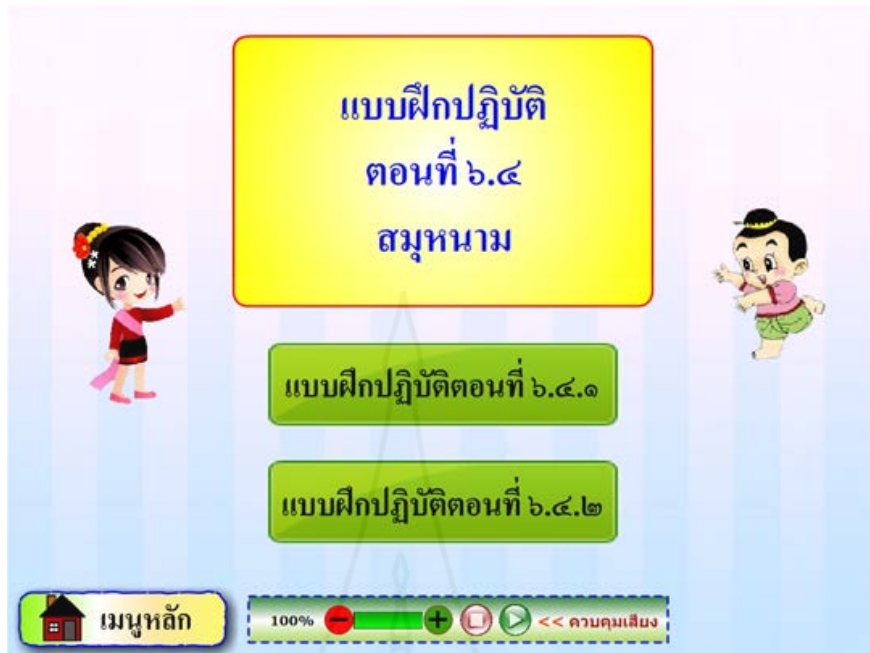 แบบฝึกปฏิบัติ
ตอนที่ ๖.๔
สมุหนาม
แบบฝึกปฏิบัติตอนที่ ๖.๔.๑
แบบฝึกปฏิบัติตอนที่ ๖.๔.๒
เมนูหลัก
100% << ควบคุมเสียง